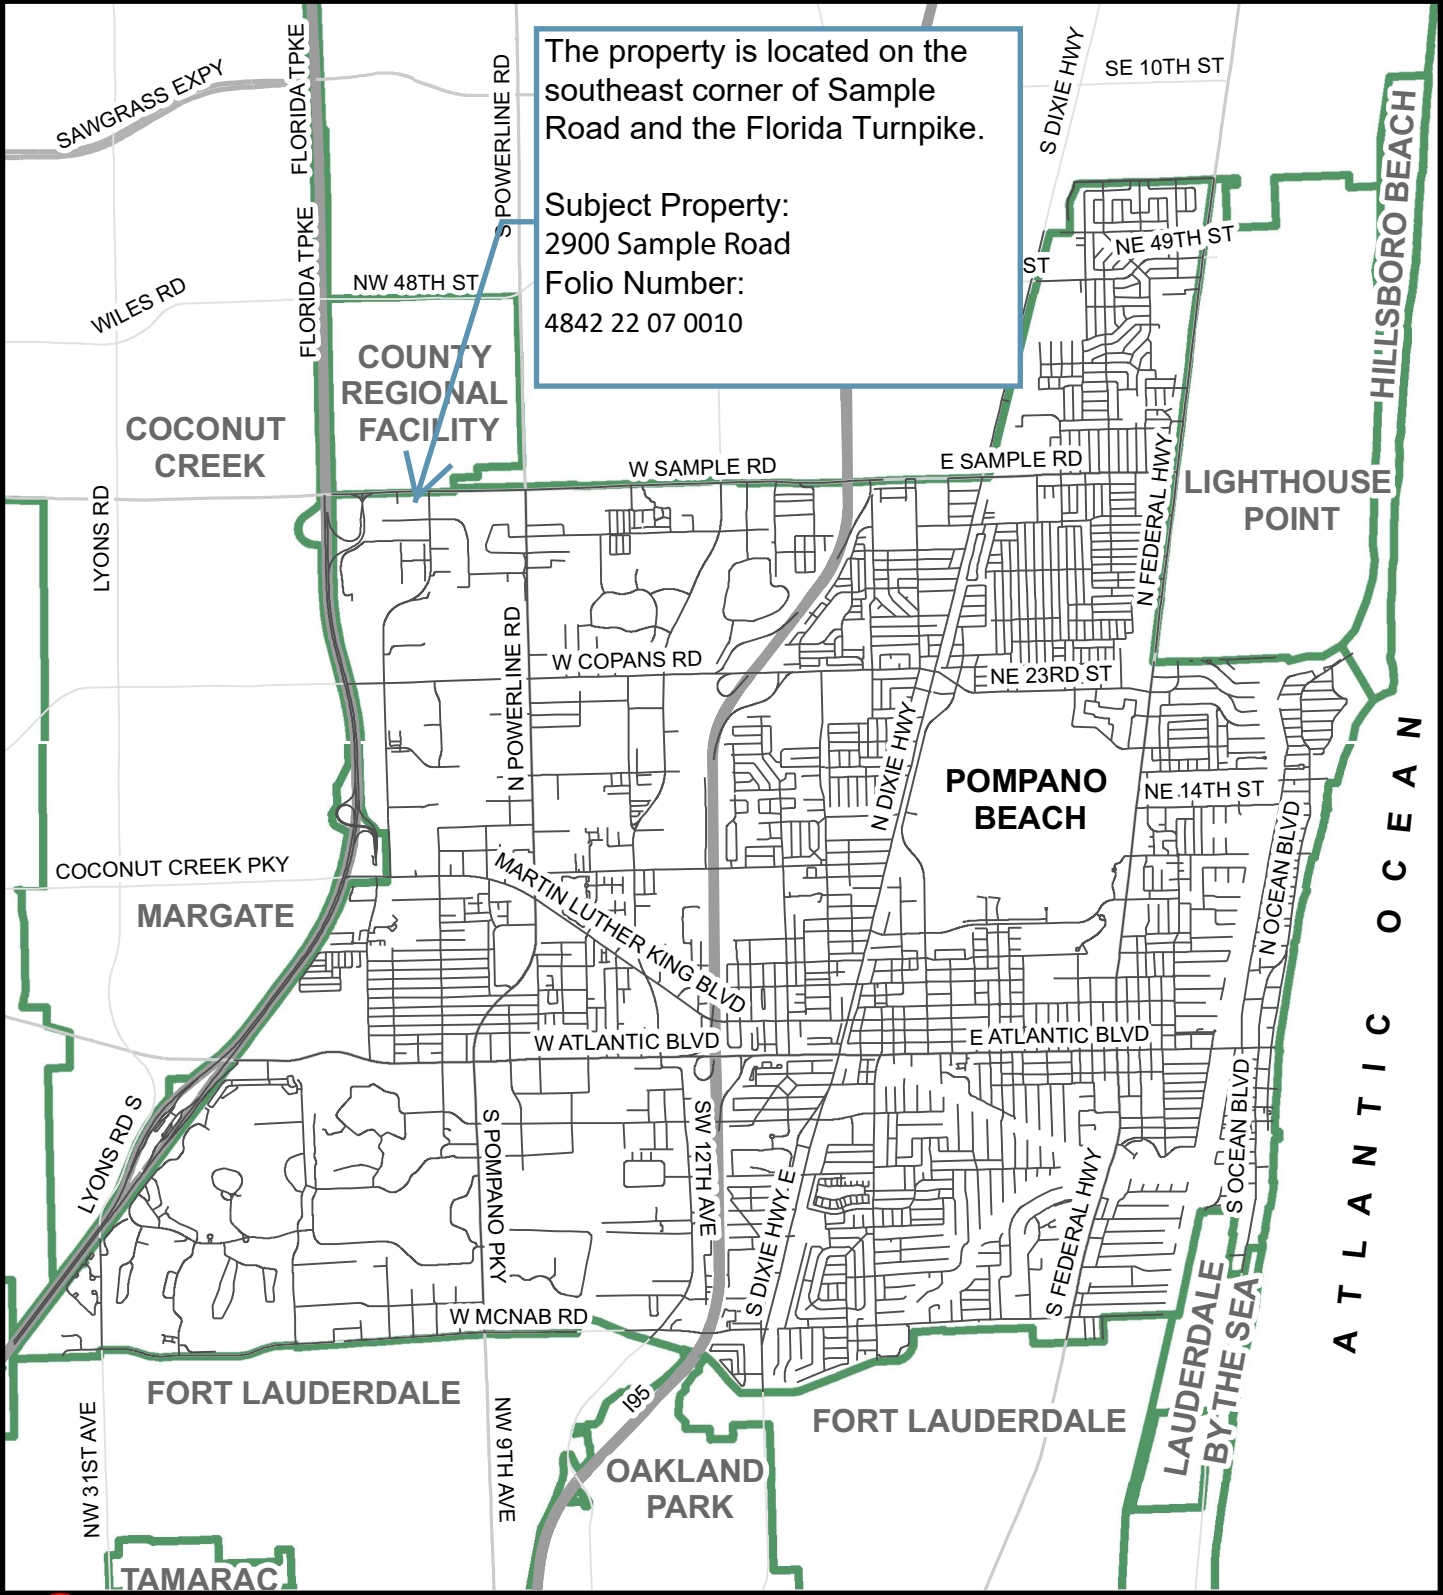 The property is located on the
southeast corner of Sample
Road and the Florida Turnpike.
Subject Property:
2900 Sample Road
Folio Number:
4842 22 07 0010
SAWGRASS EXPY
FLORIDA TPKE
S POWERLINE RD
S DIXIE HWY
SE 10TH ST
HILLSBORO BEACH
FLORIDA TPKE
WILES RD
NW 48TH ST
ST
NE 49TH ST
COUNTY
REGIONAL
FACILITY
COCONUT
CREEK
W SAMPLE RD
E SAMPLE RD
N FEDERAL HWY
LIGHTHOUSE
POINT
LYONS RD
N POWERLINE RD
W COPANS RD
NE 23RD ST
N DIXIE HWY
POMPANO
BEACH
NE 14TH ST
N OCEAN BLVD
ATLANTIC OCEAN
COCONUT CREEK PKY
MARGATE
MARTIN LUTHER KING BLVD
W ATLANTIC BLVD
E ATLANTIC BLVD
LYONS RD S
S POMPANO PKY
SW 12TH AVE
S DIXIE HWY E
S FEDERAL HWY
S OCEAN BLVD
W MCNAB RD
LAUDERDALE
BY THE SEA
FORT LAUDERDALE
I95
FORT LAUDERDALE
NW 31ST AVE
NW 9TH AVE
OAKLAND
PARK
TAMARAC